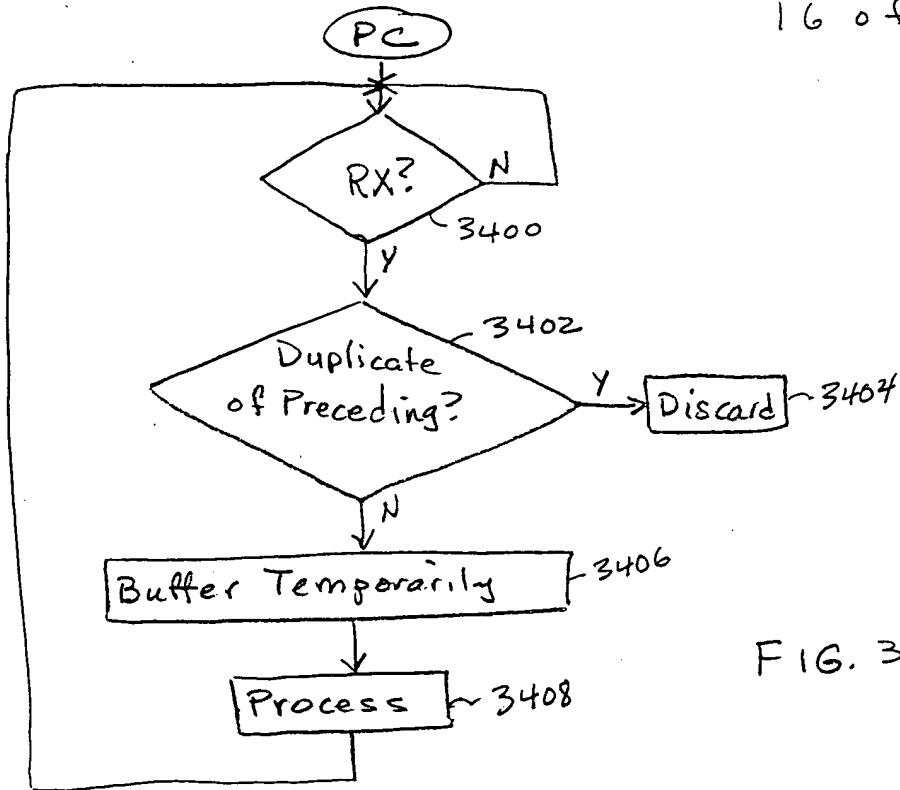 16 of
PC
RX?
N
3400
Y
3402
Duplicate
of Preceding?
Y
Discard
3404
N
Buffer Temporarily
3406
Process
3408
FIG. 3